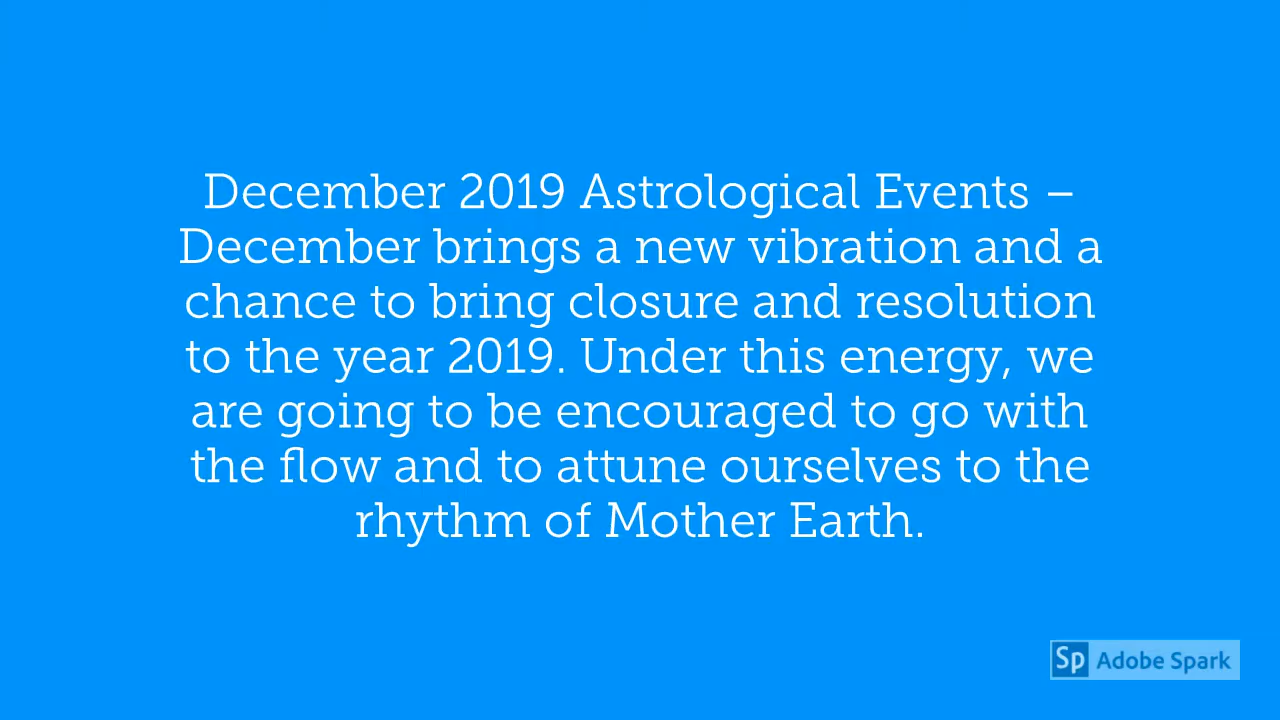 December 2019 Astrological Events –
December brings a new vibration and a
chance to bring closure and resolution
to the year 2019. Under this energy, we
are going to be encouraged to go with
the flow and to attune ourselves to the
rhythm of Mother Earth.
Sp Adobe Spark